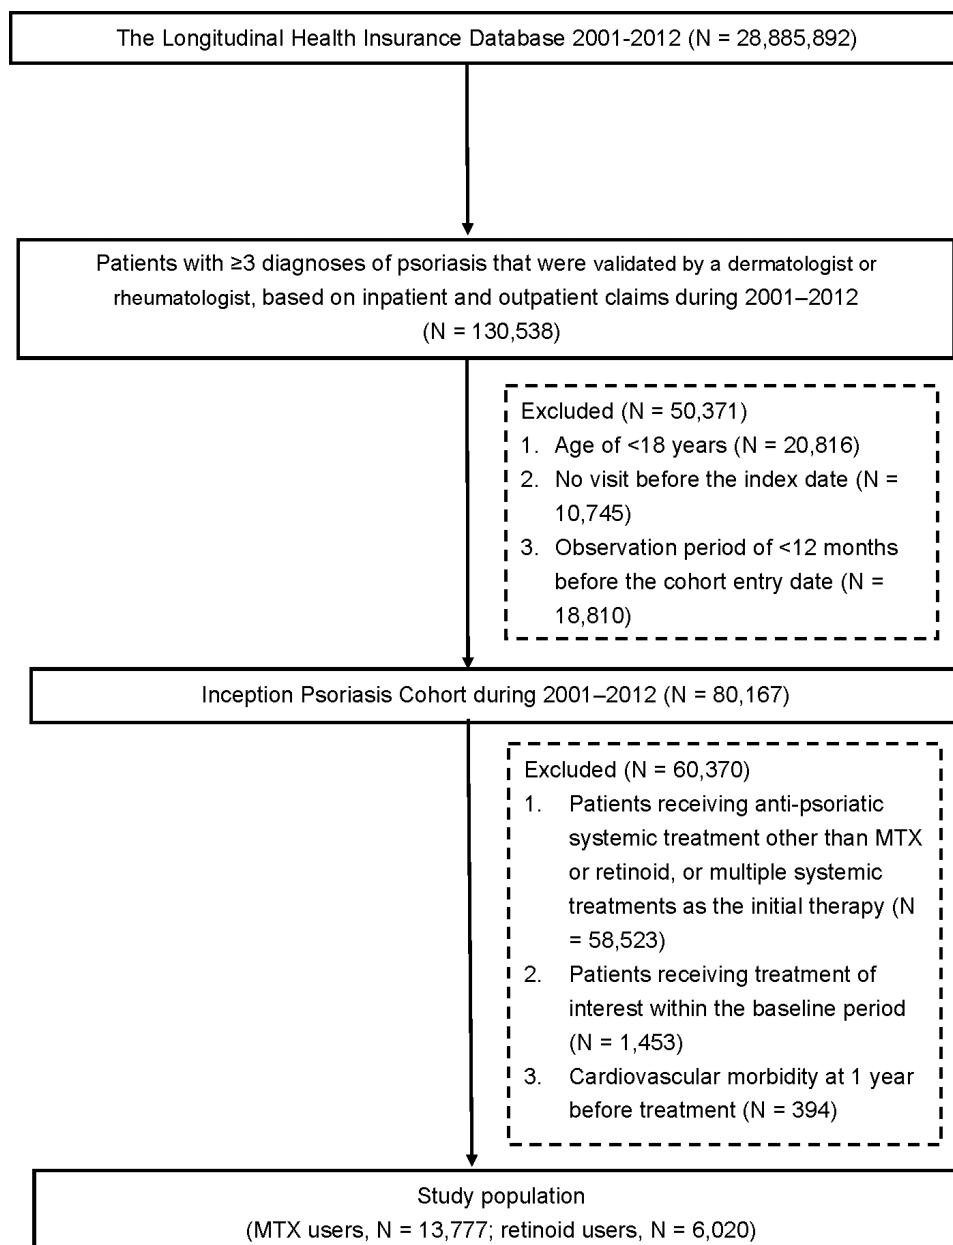 The Longitudinal Health Insurance Database 2001-2012 (N = 28,885,892)
Patients with ≥3 diagnoses of psoriasis that were validated by a dermatologist or
rheumatologist, based on inpatient and outpatient claims during 2001–2012
(N = 130,538)
Excluded (N = 50,371)
1. Age of <18 years (N = 20,816)
2. No visit before the index date (N =
10,745)
3. Observation period of <12 months
before the cohort entry date (N =
18,810)
Inception Psoriasis Cohort during 2001–2012 (N = 80,167)
Excluded (N = 60,370)
1. Patients receiving anti-psoriatic
systemic treatment other than MTX
or retinoid, or multiple systemic
treatments as the initial therapy (N
= 58,523)
2. Patients receiving treatment of
interest within the baseline period
(N = 1,453)
3. Cardiovascular morbidity at 1 year
before treatment (N = 394)
Study population
(MTX users, N = 13,777; retinoid users, N = 6,020)